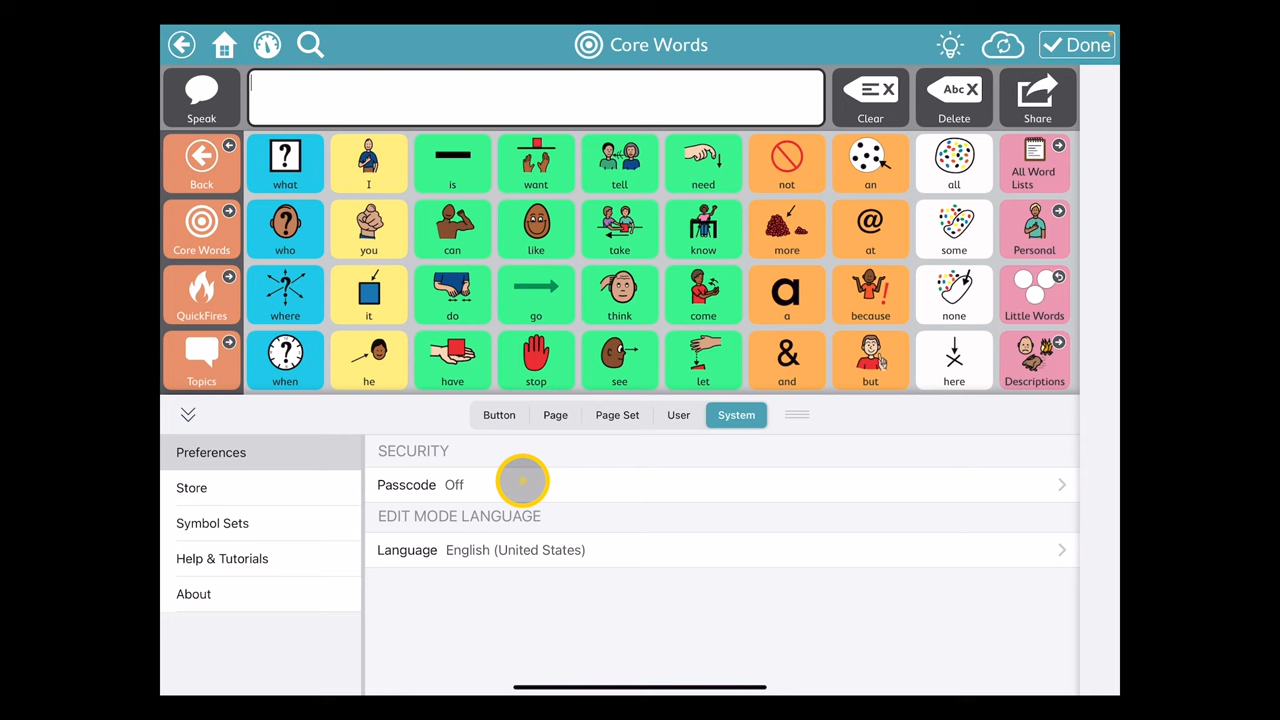 Core Words
Done
Speak
Abc
Clear
Delete
Share
Back
what
I
is
want
tell
need
not
an
all
All Word
Lists
Core Words
who
you
can
like
take
know
more
@
at
some
Personal
QuickFires
where
it
do
go
think
come
a
a
because
none
Little Words
Topics
when
he
have
stop
see
let
&
and
but
here
Descriptions
Button Page Page Set User System
Preferences
Store
Symbol Sets
Help & Tutorials
About
SECURITY
Passcode Off
EDIT MODE LANGUAGE
Language English (United States)